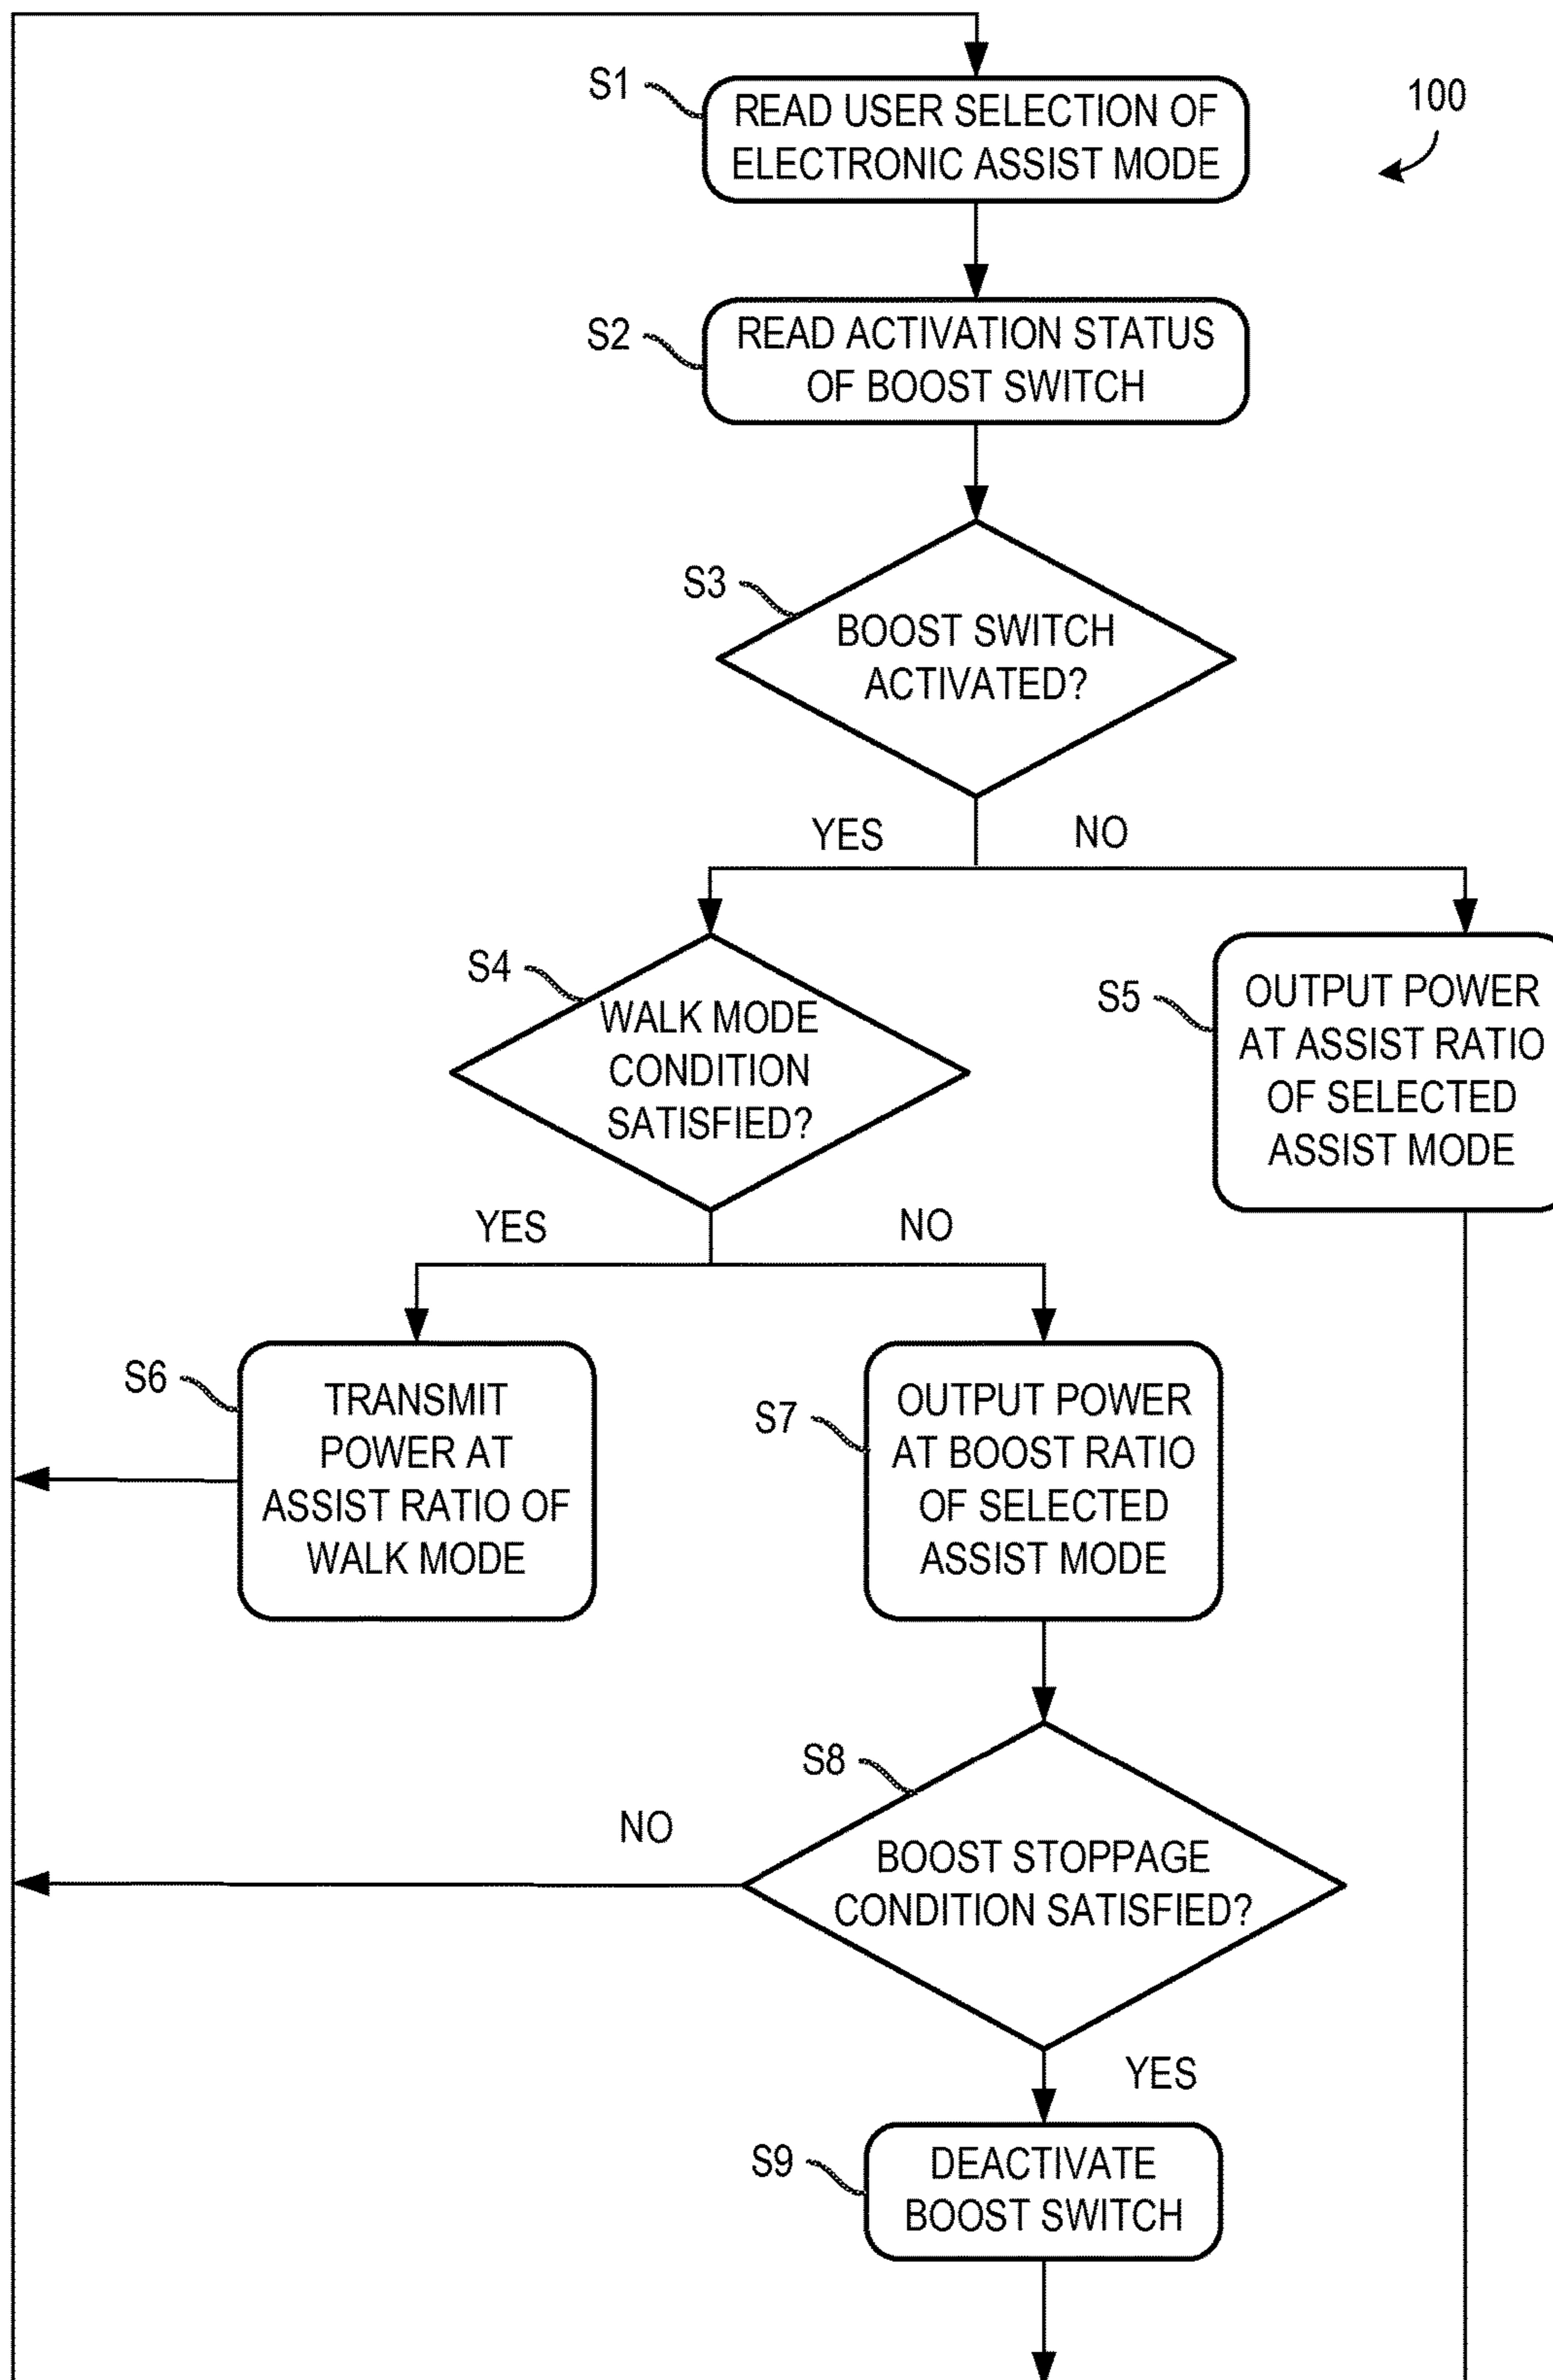 S1
READ USER SELECTION OF
ELECTRONIC ASSIST MODE
100
S2
READ ACTIVATION STATUS
OF BOOST SWITCH
S3
BOOST SWITCH
ACTIVATED?
YES
NO
S4
WALK MODE
CONDITION
SATISFIED?
S5
OUTPUT POWER
AT ASSIST RATIO
OF SELECTED
ASSIST MODE
YES
NO
S6
TRANSMIT
POWER AT
ASSIST RATIO OF
WALK MODE
S7
OUTPUT POWER
AT BOOST RATIO
OF SELECTED
ASSIST MODE
S8
NO
BOOST STOPPAGE
CONDITION SATISFIED?
YES
S9
DEACTIVATE
BOOST SWITCH